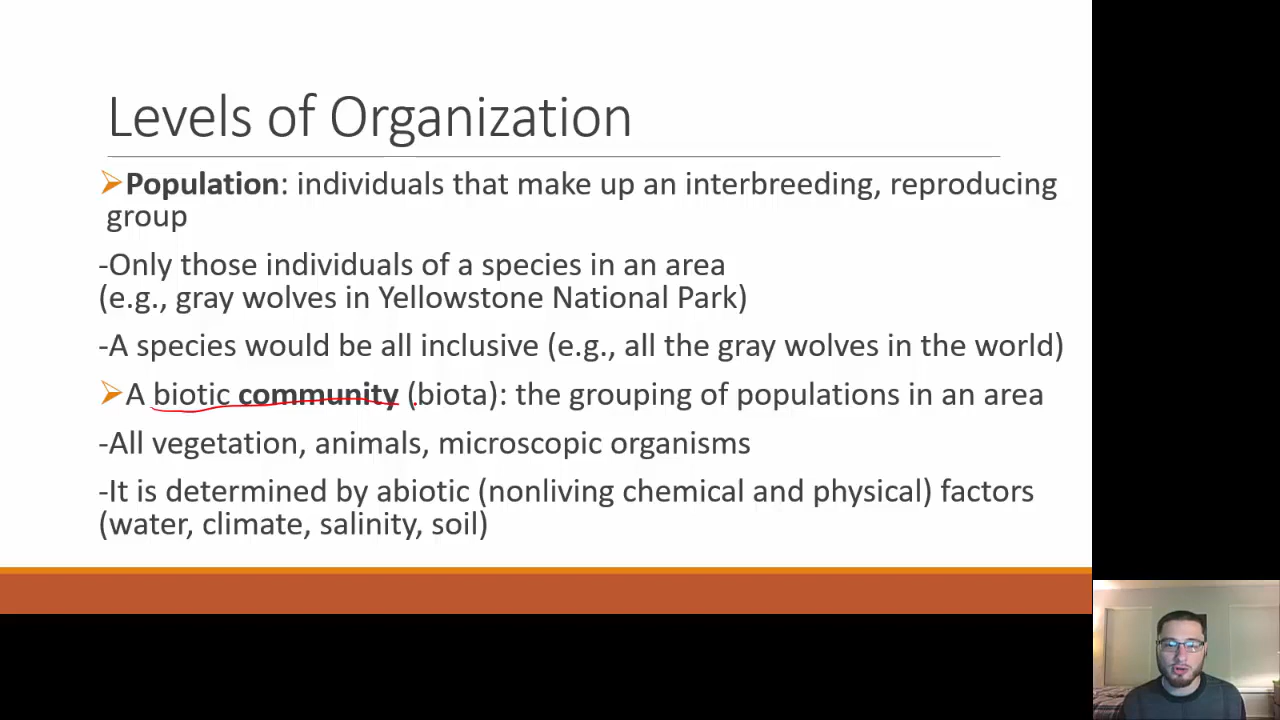 Levels of Organization
➢Population: individuals that make up an interbreeding, reproducing
group
-Only those individuals of a species in an area
(e.g., gray wolves in Yellowstone National Park)
-A species would be all inclusive (e.g., all the gray wolves in the world)
➢A biotic community (biota): the grouping of populations in an area
-All vegetation, animals, microscopic organisms
-It is determined by abiotic (nonliving chemical and physical) factors
(water, climate, salinity, soil)